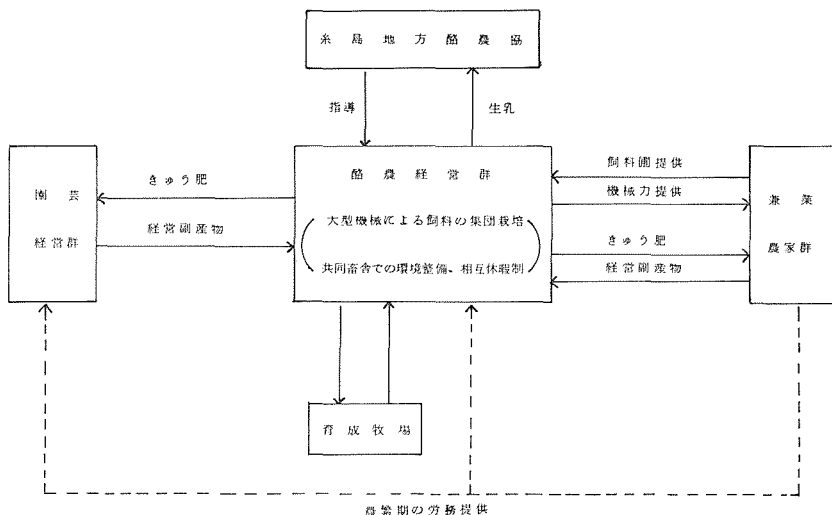 糸島地方酪農協
指導
生乳
園芸
経営群
きゅう肥
経営副産物
酪農経営群
大型機械による飼料の集団栽培
共同畜舎での環境整備、相互休暇制
飼料圃提供
機械力提供
きゅう肥
経営副産物
兼業
農家群
育成牧場
農繁期の労務提供